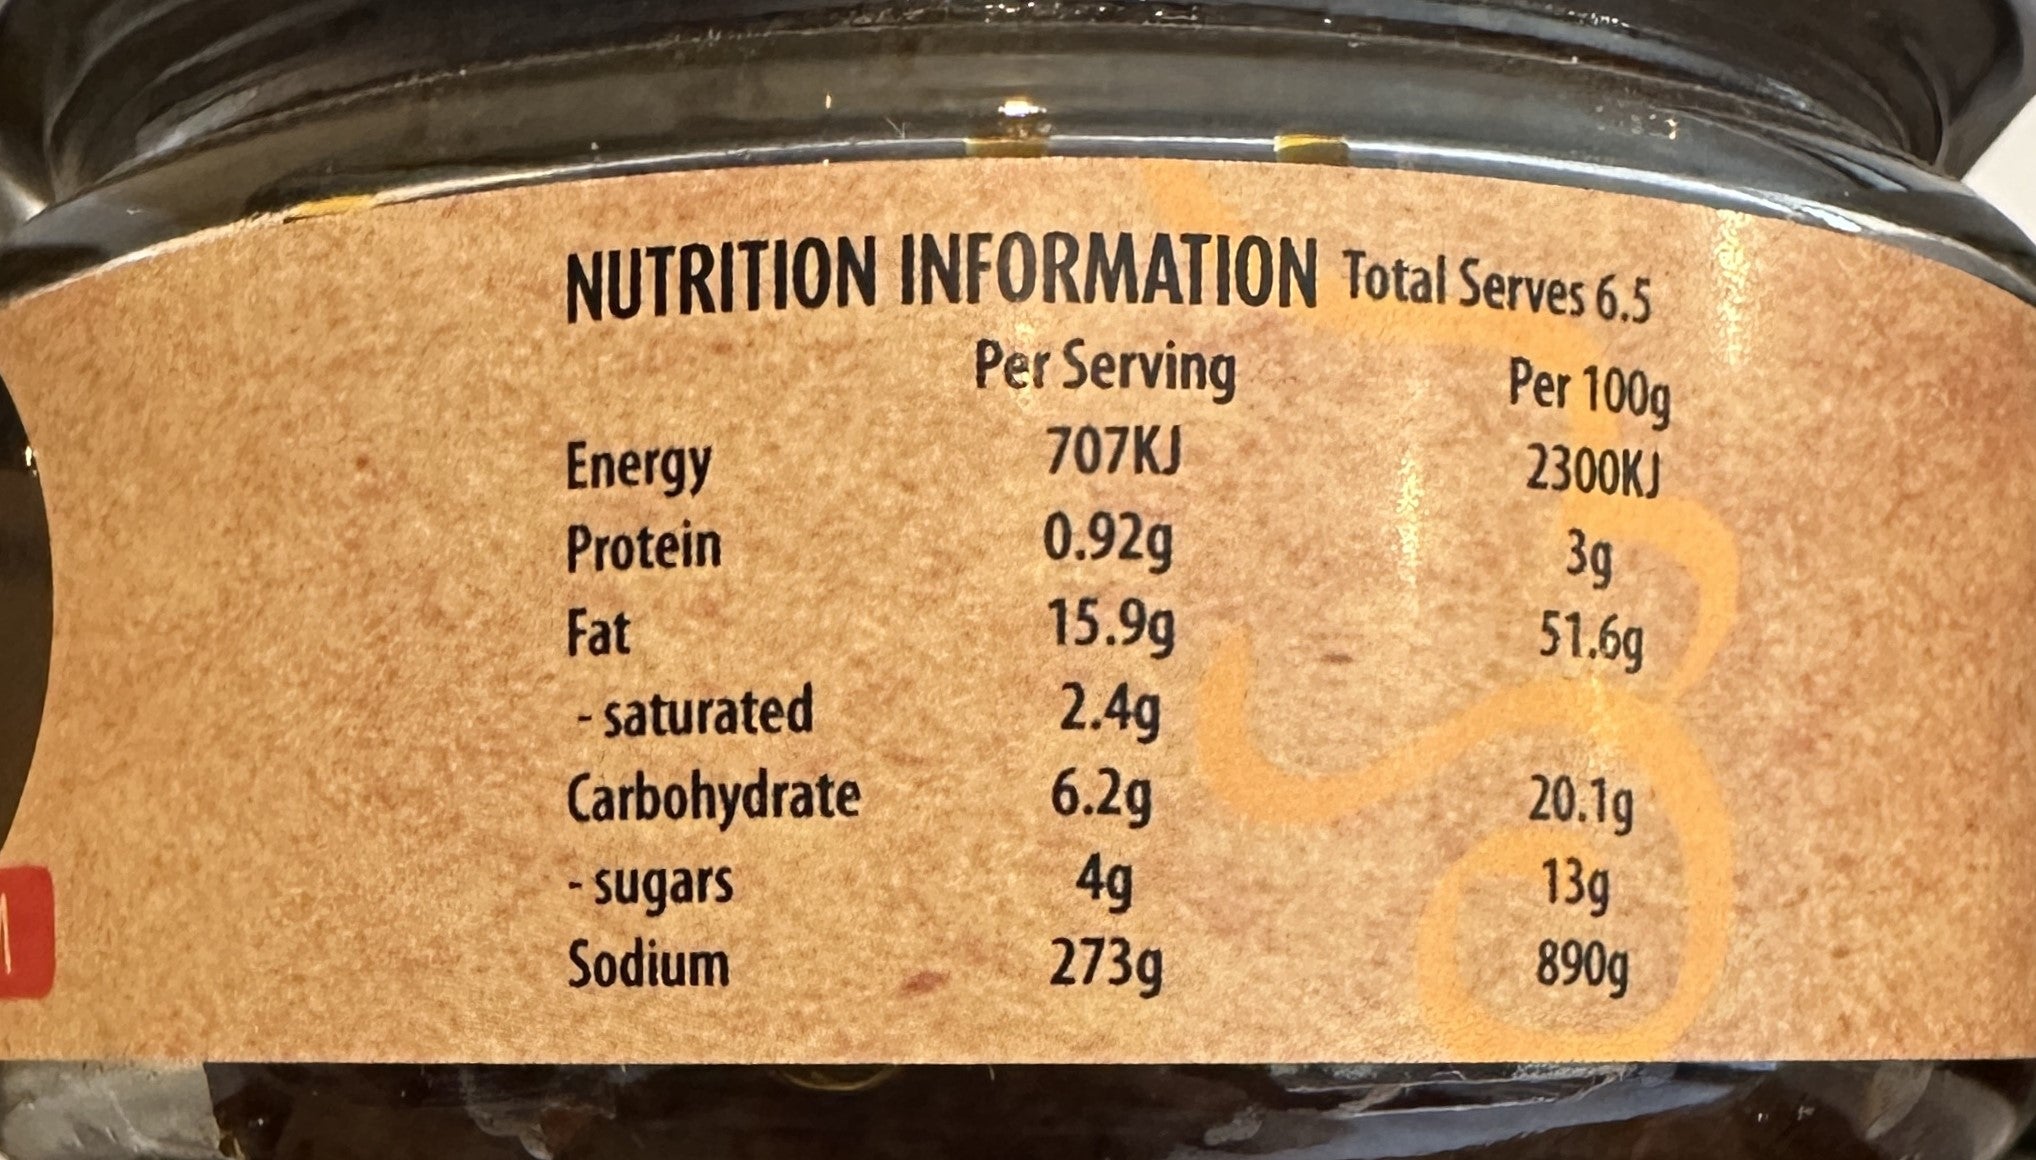 NUTRITION INFORMATION Total Serves 6.5
Per Serving Per 100g
Energy 707KJ 2300KJ
Protein 0.92g 3g
Fat 15.9g 51.6g
- saturated 2.4g
Carbohydrate 6.2g 20.1g
- sugars 4g 13g
Sodium 273g 890g